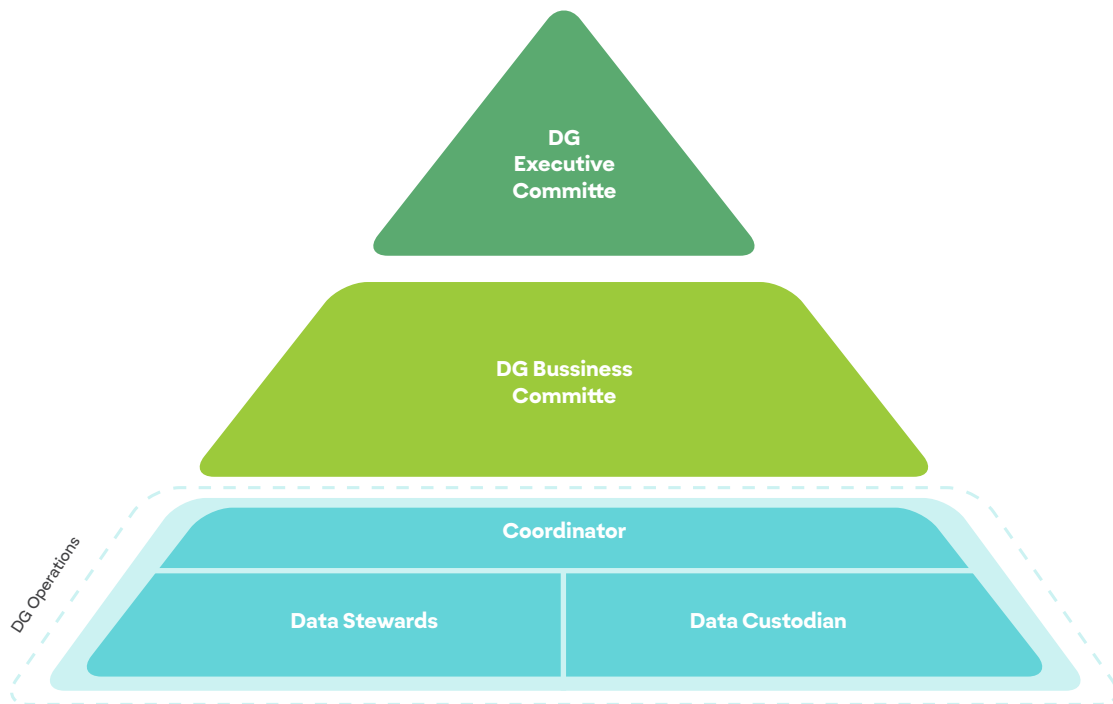 DG
Executive
Committe
DG Bussiness
Committe
DG Operations
Coordinator
Data Stewards
Data Custodian